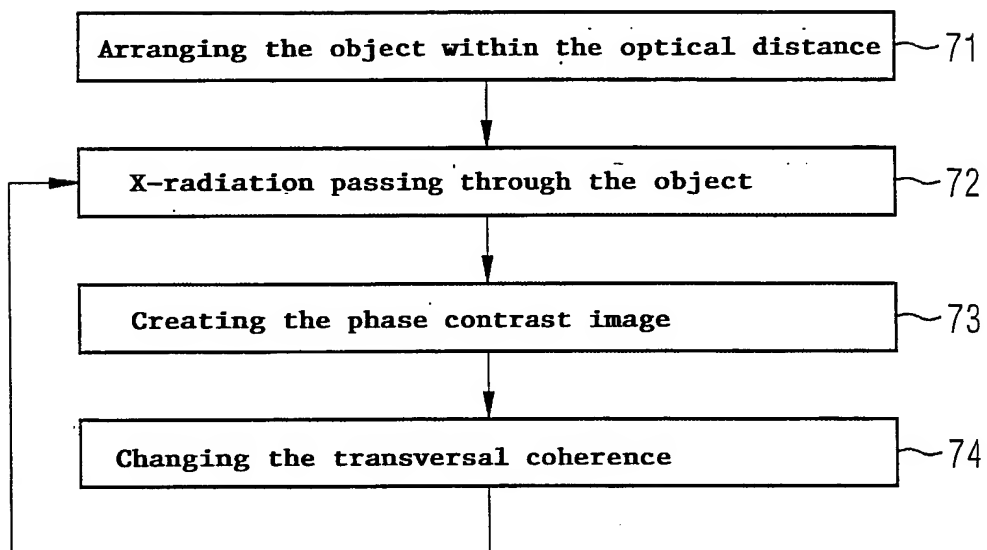 Arranging the object within the optical distance 71
X-radiation passing through the object 72
Creating the phase contrast image 73
Changing the transversal coherence 74